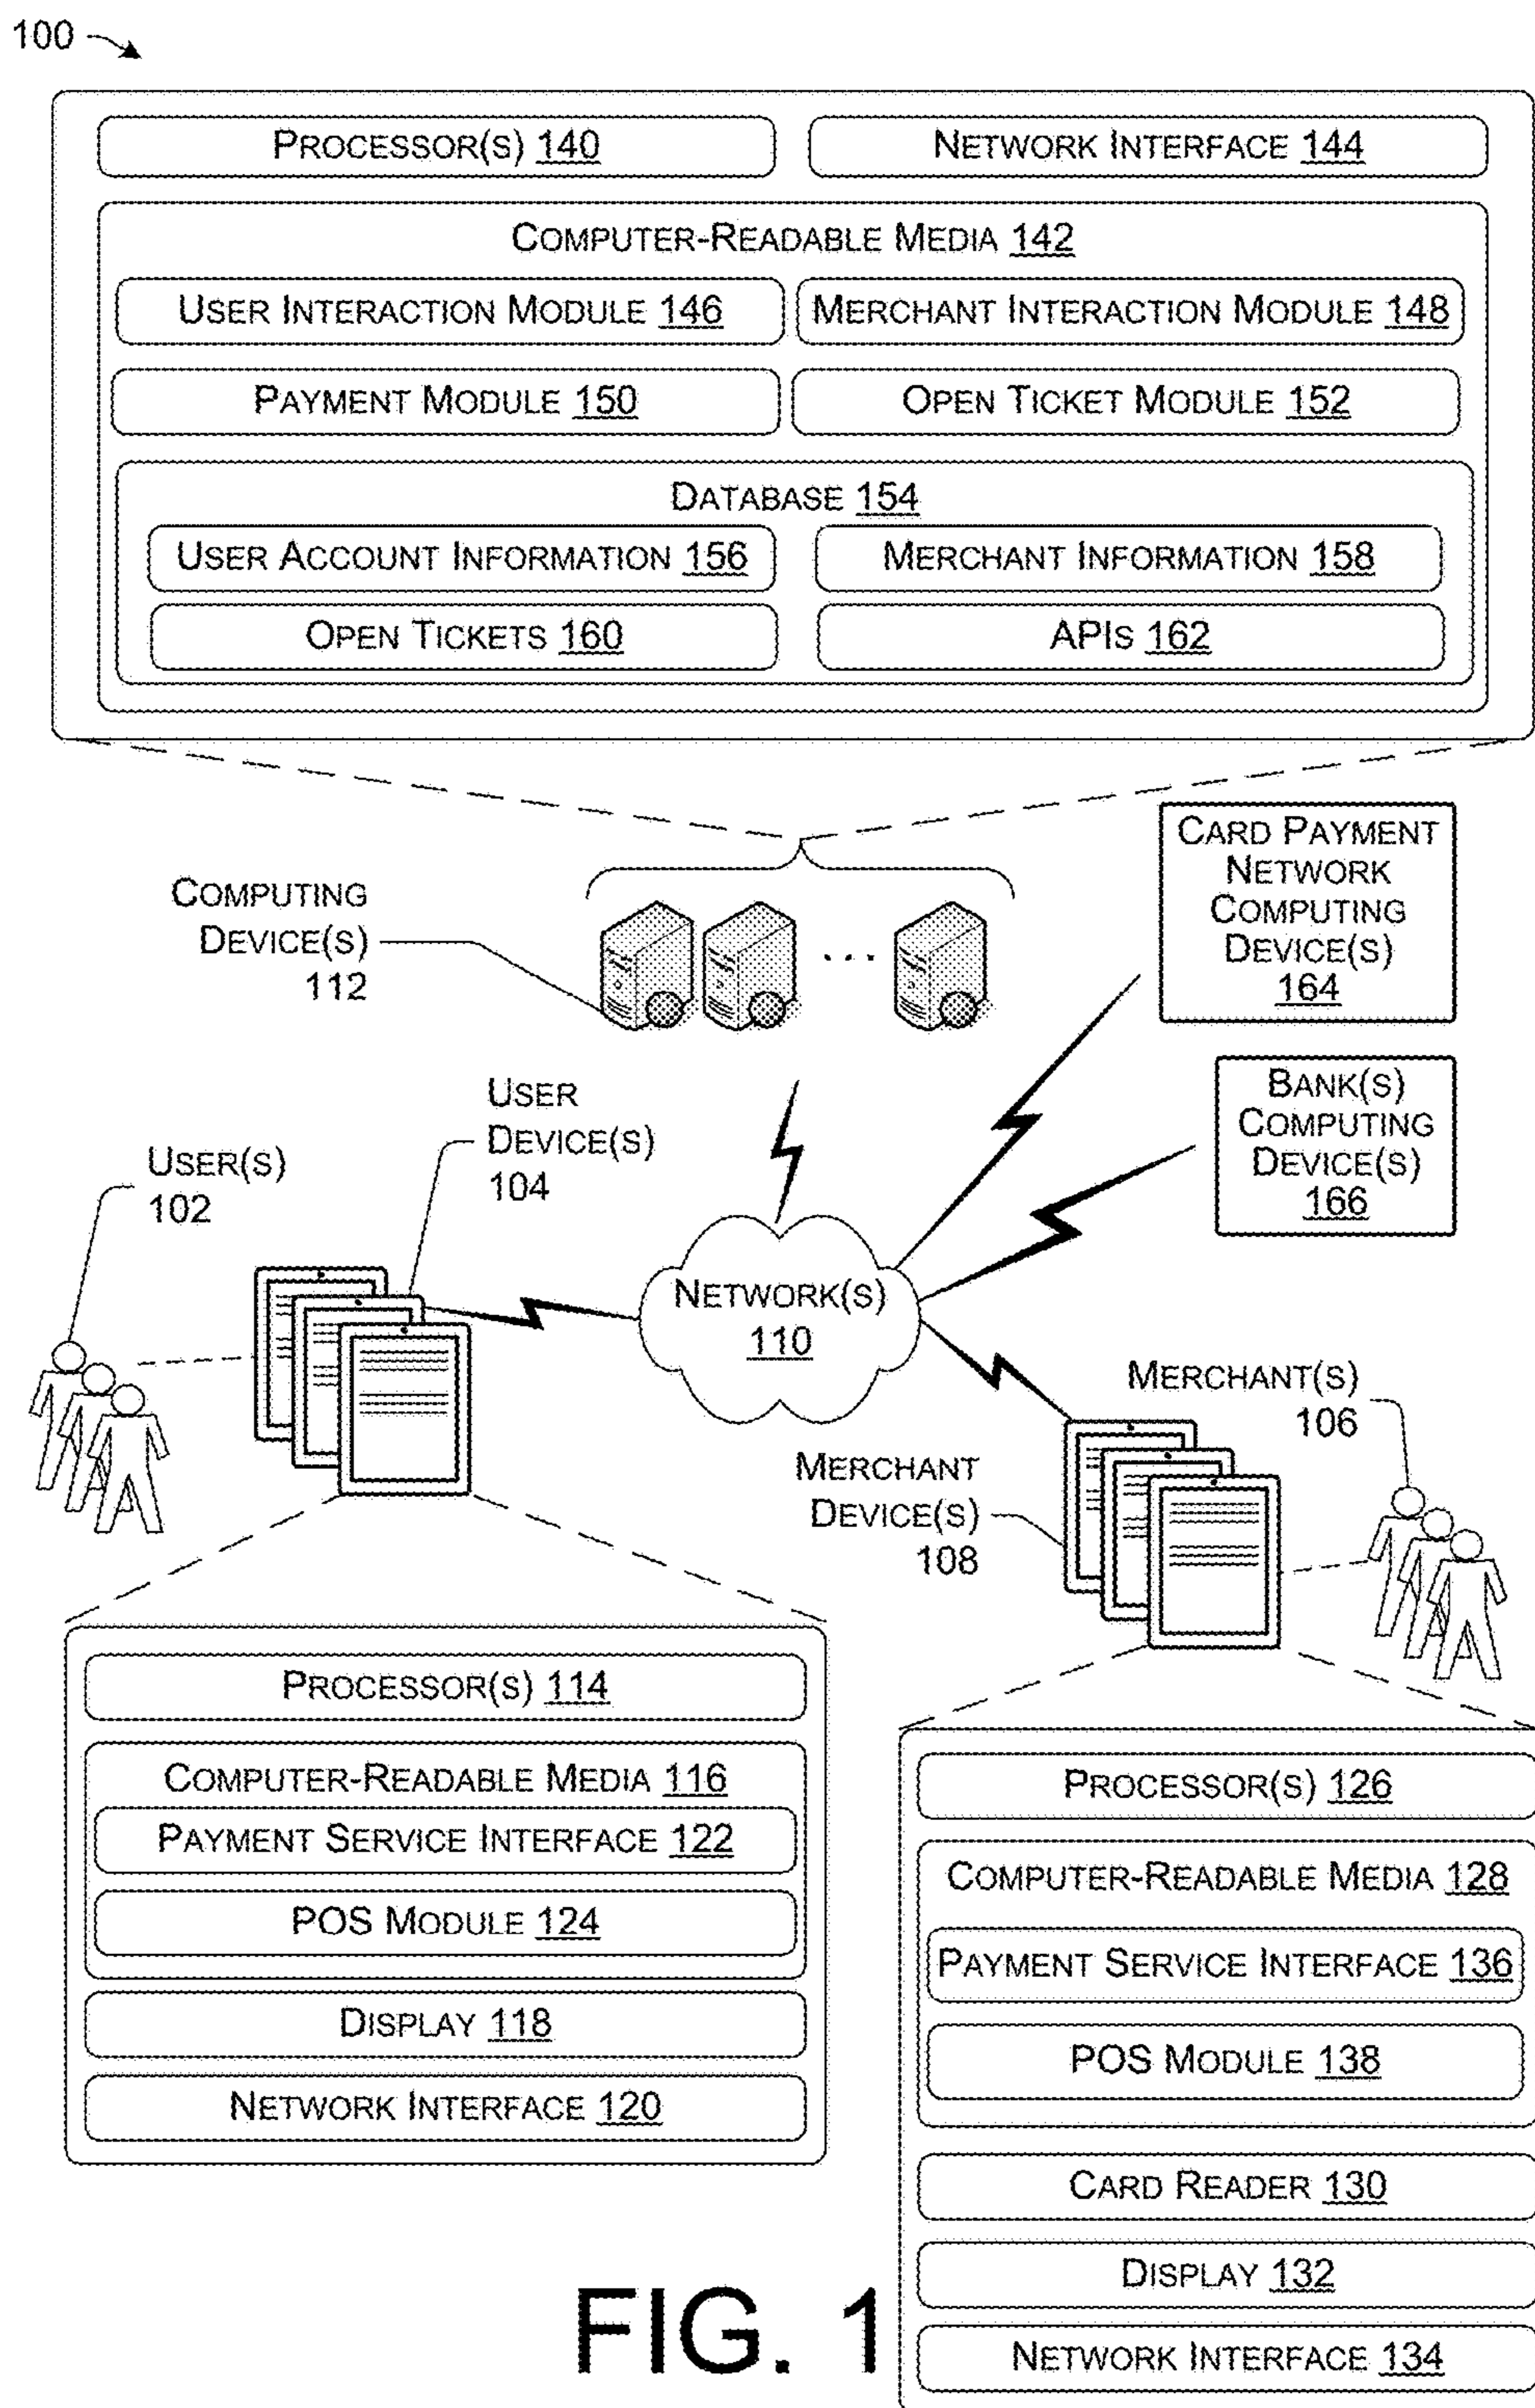 100
PROCESSOR(S) 140
NETWORK INTERFACE 144
COMPUTER-READABLE MEDIA 142
USER INTERACTION MODULE 146
MERCHANT INTERACTION MODULE 148
PAYMENT MODULE 150
OPEN TICKET MODULE 152
DATABASE 154
USER ACCOUNT INFORMATION 156
MERCHANT INFORMATION 158
OPEN TICKETS 160
APIS 162
COMPUTING
DEVICE(S)
112
CARD PAYMENT
NETWORK
COMPUTING
DEVICE(S)
164
BANK(S)
COMPUTING
DEVICE(S)
166
USER
DEVICE(S)
104
USER(S)
102
NETWORK(S)
110
MERCHANT(S)
106
MERCHANT
DEVICE(S)
108
PROCESSOR(S) 114
COMPUTER-READABLE MEDIA 116
PAYMENT SERVICE INTERFACE 122
POS MODULE 124
DISPLAY 118
NETWORK INTERFACE 120
PROCESSOR(S) 126
COMPUTER-READABLE MEDIA 128
PAYMENT SERVICE INTERFACE 136
POS MODULE 138
CARD READER 130
DISPLAY 132
NETWORK INTERFACE 134
FIG. 1